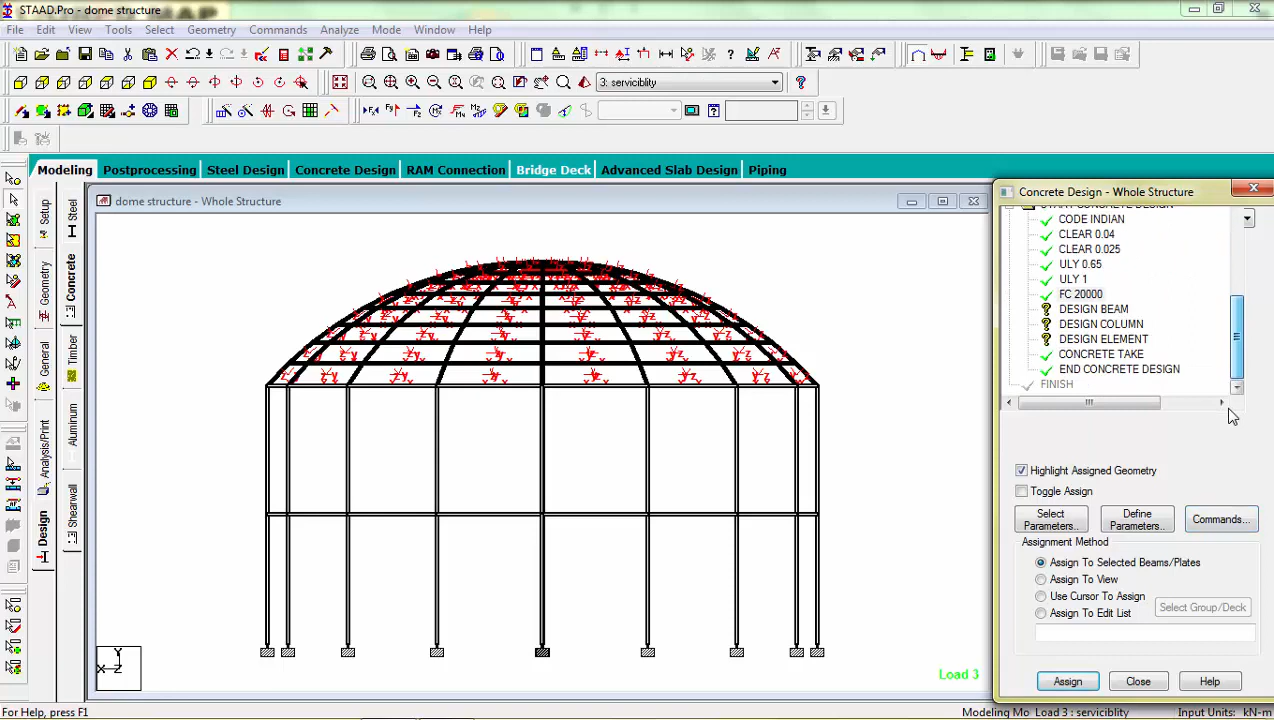 STAAD.Pro - dome structure
File Edit View Tools Select Geometry Commands Analyze Mode Window Help
3: serviciblity
Modeling Postprocessing Steel Design Concrete Design RAM Connection Bridge Deck Advanced Slab Design Piping
Setup
Geometry
General
Analysis/Print
Design
Steel
Concrete
Timber
Aluminum
Shearwall
dome structure - Whole Structure
Load 3
Concrete Design - Whole Structure
START CONCRETE DESIGN
CODE INDIAN
CLEAR 0.04
CLEAR 0.025
ULY 0.65
ULY 1
FC 20000
DESIGN BEAM
DESIGN COLUMN
DESIGN ELEMENT
CONCRETE TAKE
END CONCRETE DESIGN
FINISH
Highlight Assigned Geometry
Toggle Assign
Select Parameters..
Define Parameters..
Commands...
Assignment Method
Assign To Selected Beams/Plates
Assign To View
Use Cursor To Assign
Assign To Edit List
Select Group/Deck
Assign Close Help
For Help, press F1
Modeling Mo Load 3 : serviciblity Input Units: kN-m